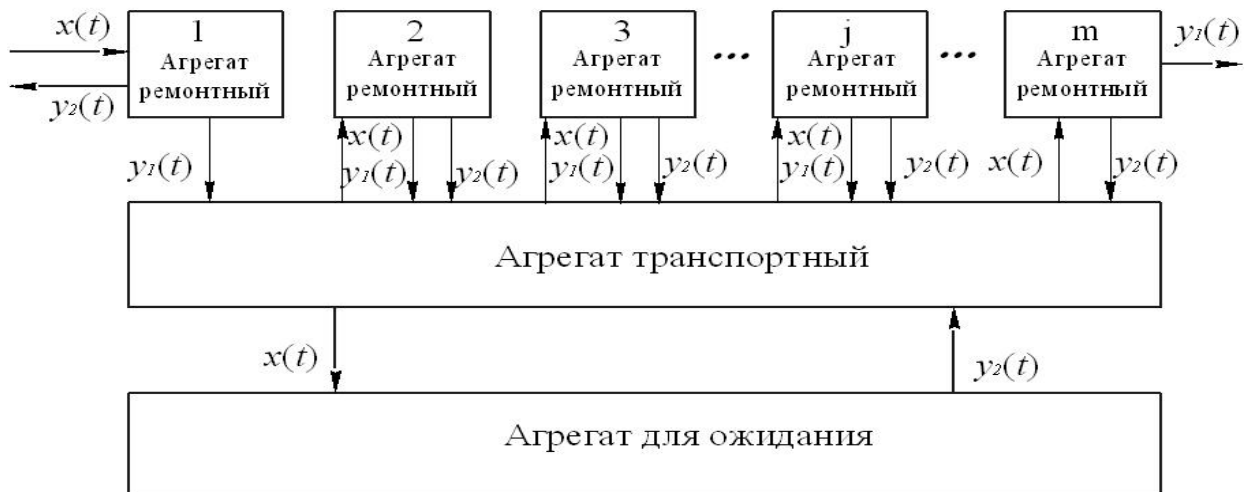 x(t)
y₂(t)
1
Агрегат
ремонтный
2
Агрегат
ремонтный
3
Агрегат
ремонтный
...
j
Агрегат
ремонтный
...
m
Агрегат
ремонтный
y₁(t)
y₁(t)
x(t)
y₁(t)
y₂(t)
x(t)
y₁(t)
y₂(t)
x(t)
y₁(t)
y₂(t)
x(t)
y₂(t)
Агрегат транспортный
x(t)
y₂(t)
Агрегат для ожидания